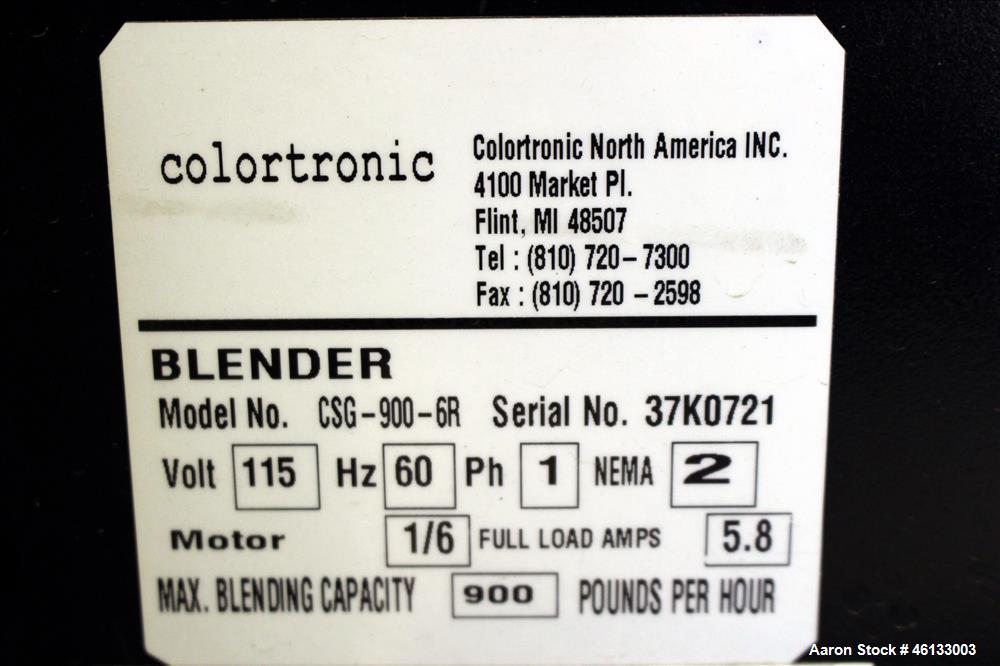 colortronic
Colortronic North America INC.
4100 Market Pl.
Flint, MI 48507
Tel : (810) 720-7300
Fax : (810) 720 -2598
BLENDER
Model No. CSG-900-6R Serial No. 37K0721
Volt 115 Hz 60 Ph 1 NEMA 2
Motor 1/6 FULL LOAD AMPS 5.8
MAX. BLENDING CAPACITY 900 POUNDS PER HOUR
Aaron Stock # 46133003